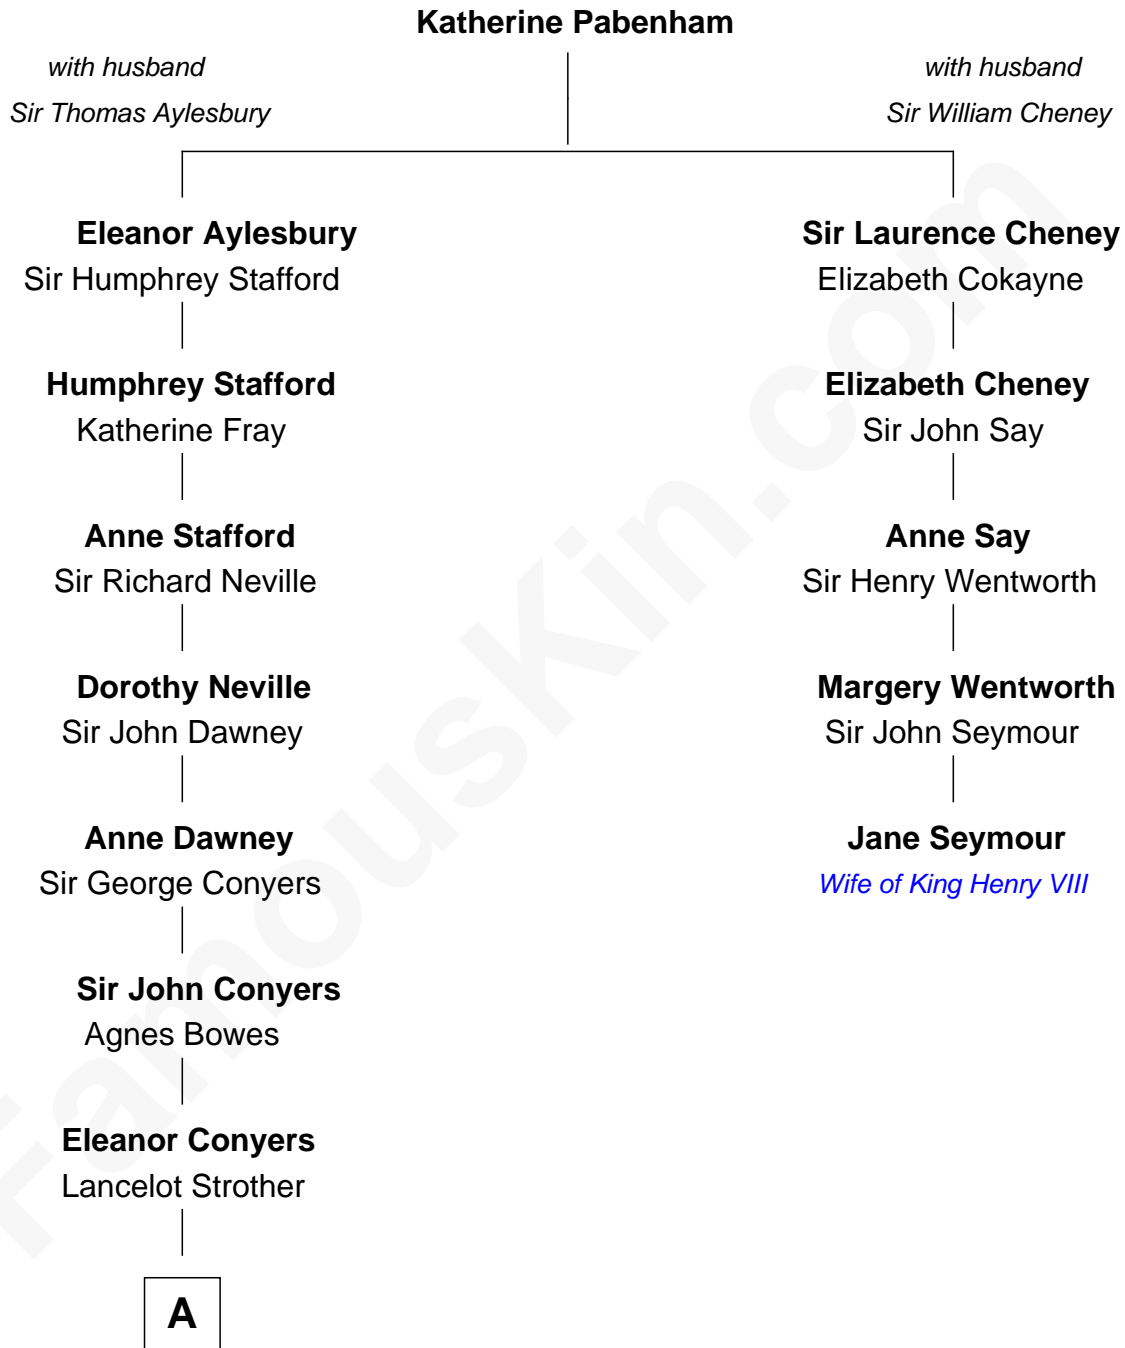 Katherine Pabenham
with husband
Sir Thomas Aylesbury
with husband
Sir William Cheney
Eleanor Aylesbury
Sir Humphrey Stafford
Humphrey Stafford
Katherine Fray
Anne Stafford
Sir Richard Neville
Dorothy Neville
Sir John Dawney
Anne Dawney
Sir George Conyers
Sir John Conyers
Agnes Bowes
Eleanor Conyers
Lancelot Strother
A
Sir Laurence Cheney
Elizabeth Cokayne
Elizabeth Cheney
Sir John Say
Anne Say
Sir Henry Wentworth
Margery Wentworth
Sir John Seymour
Jane Seymour
Wife of King Henry VIII
FamousKin.com